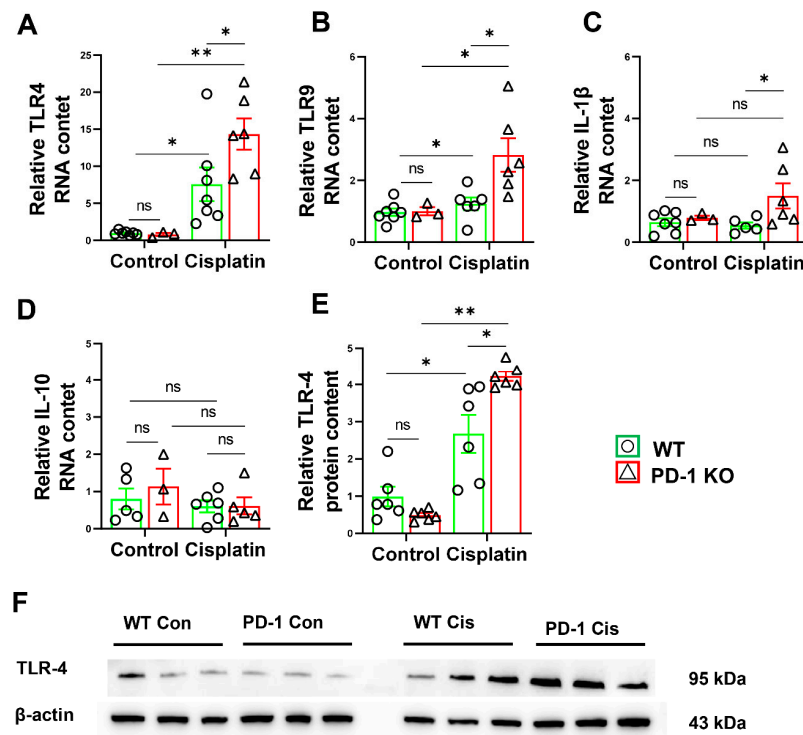 A
Relative TLR4
RNA contet
25
20
15
10
5
0
ns
*
**
*
Control Cisplatin
B
Relative TLR9
RNA contet
6
4
2
0
ns
*
*
*
Control Cisplatin
C
Relative IL-1β
RNA contet
6
4
2
0
ns
ns
ns
*
Control Cisplatin
D
Relative IL-10
RNA contet
5
4
3
2
1
0
ns
ns
ns
ns
Control Cisplatin
E
Relative TLR-4
protein content
5
4
3
2
1
0
ns
*
**
*
Control Cisplatin
WT
PD-1 KO
F
WT Con
PD-1 Con
WT Cis
PD-1 Cis
TLR-4
95 kDa
β-actin
43 kDa